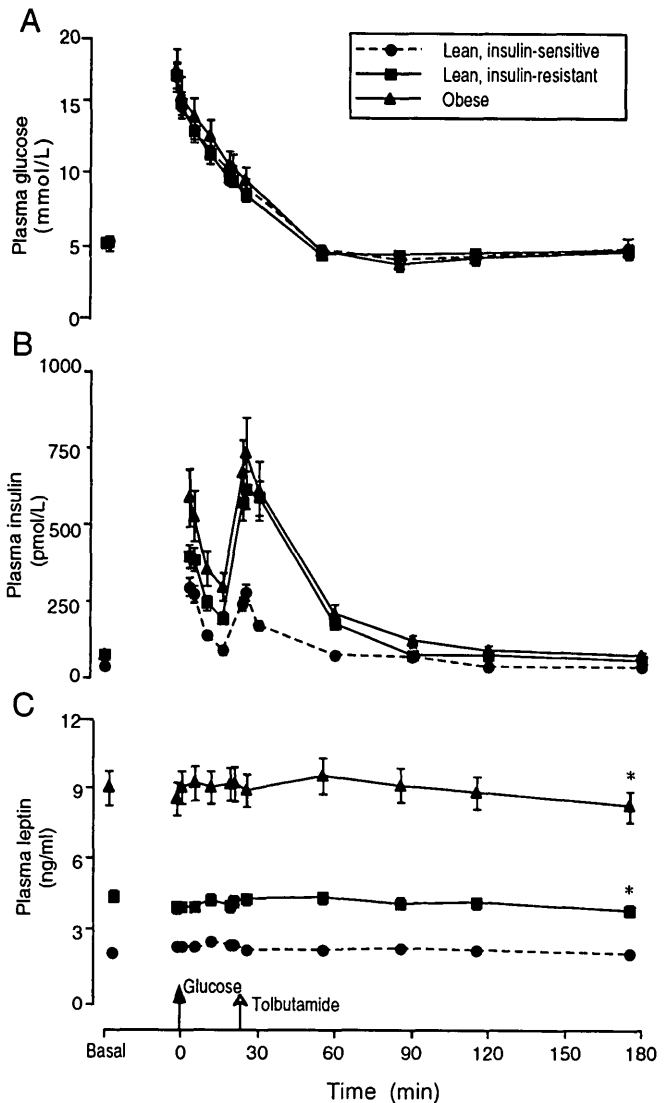 A
20
15
10
5
0
Plasma glucose
(mmol/L)
Lean, insulin-sensitive
Lean, insulin-resistant
Obese
B
1000
750
500
250
0
Plasma insulin
(pmol/L)
C
12
9
6
3
0
Plasma leptin
(ng/ml)
*
*
Glucose
Tolbutamide
Basal
0
30
60
90
120
150
180
Time (min)